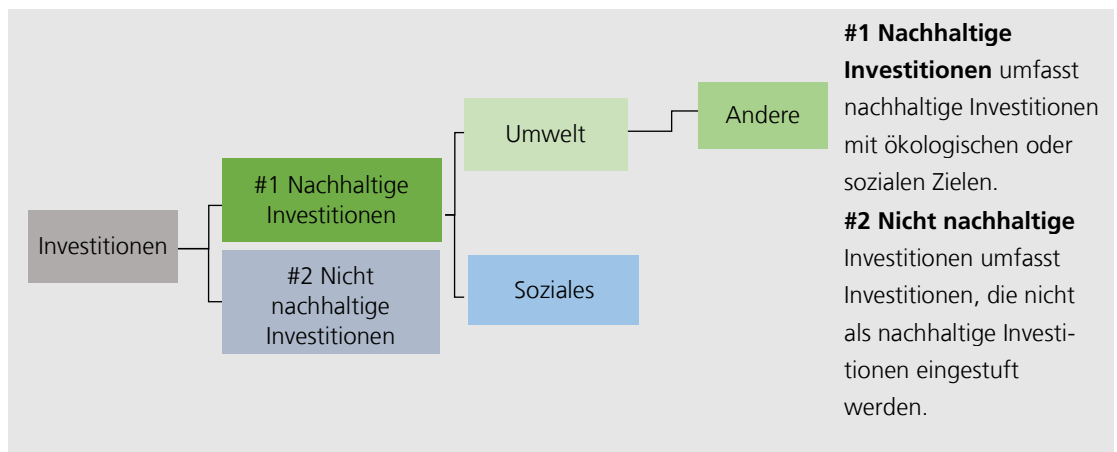 Investitionen
#1 Nachhaltige
Investitionen
#2 Nicht
nachhaltige
Investitionen
Umwelt
Soziales
Andere
#1 Nachhaltige
Investitionen umfasst
nachhaltige Investitionen
mit ökologischen oder
sozialen Zielen.
#2 Nicht nachhaltige
Investitionen umfasst
Investitionen, die nicht
als nachhaltige Investi-
tionen eingestuft
werden.